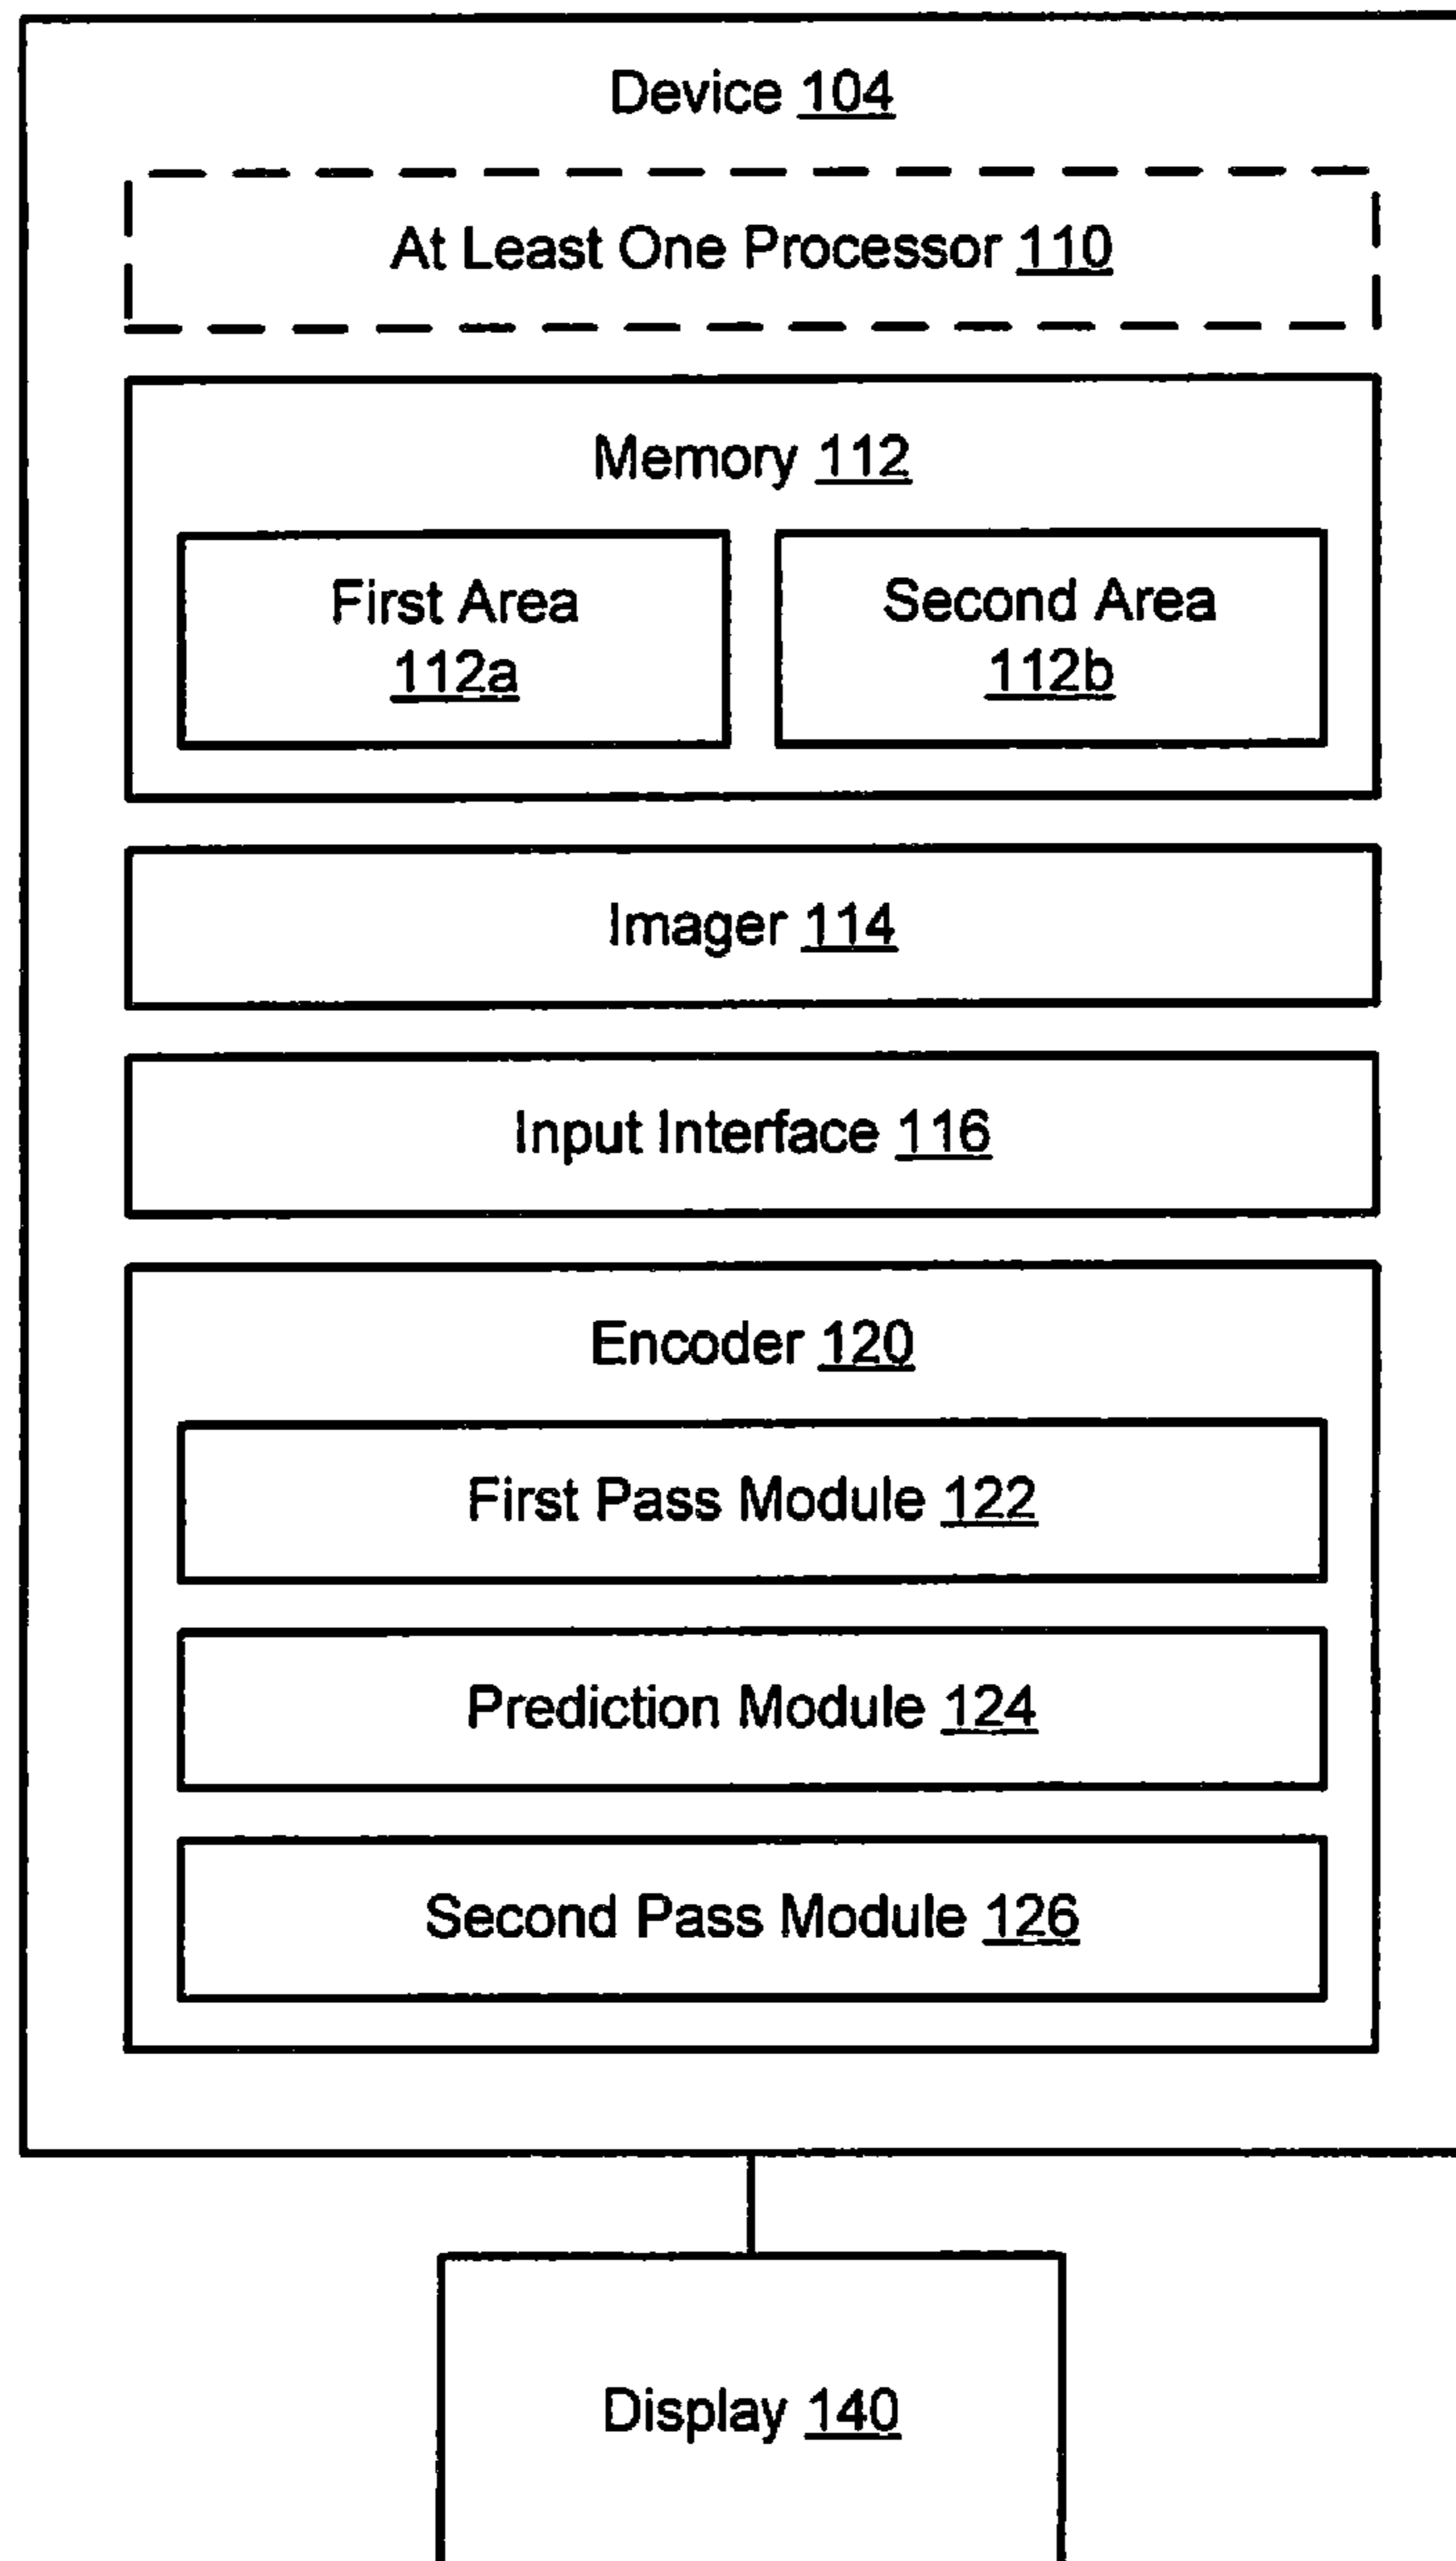 Device 104
At Least One Processor 110
Memory 112
First Area
112a
Second Area
112b
Imager 114
Input Interface 116
Encoder 120
First Pass Module 122
Prediction Module 124
Second Pass Module 126
Display 140